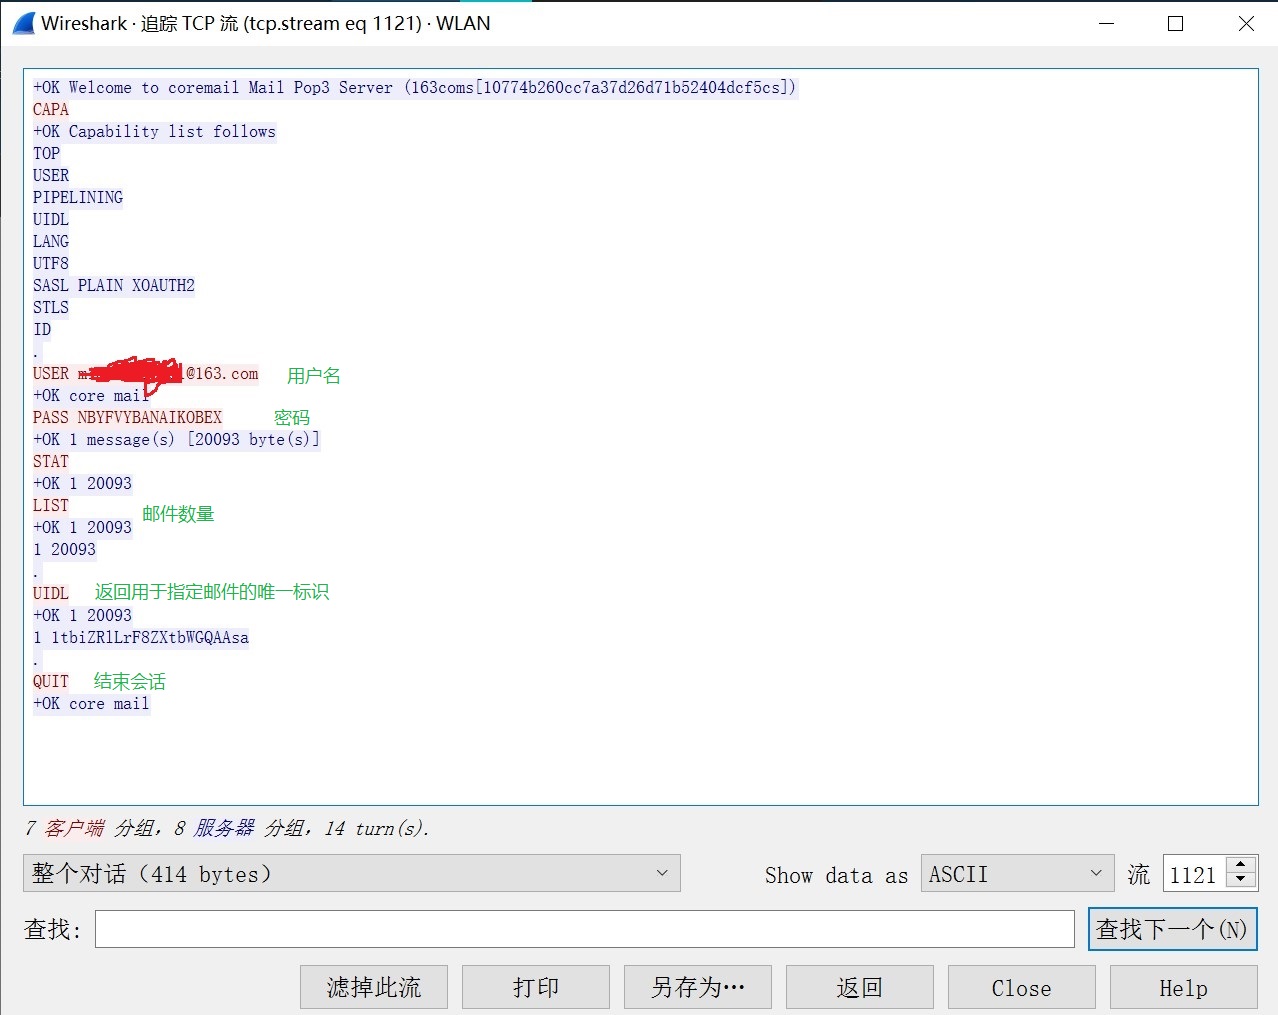 Wireshark · 追踪 TCP 流 (tcp.stream eq 1121) · WLAN
+OK Welcome to coremail Mail Pop3 Server (163coms[10774b260cc7a37d26d71b52404dcf5cs])
CAPA
+OK Capability list follows
TOP
USER
PIPELINING
UIDL
LANG
UTF8
SASL PLAIN XOAUTH2
STLS
ID
.
USER @163.com 用户名
+OK core mail
PASS NBYFVYBANAIKOBEX 密码
+OK 1 message(s) [20093 byte(s)]
STAT
+OK 1 20093
LIST
邮件数量
+OK 1 20093
1 20093
.
UIDL 返回用于指定邮件的唯一标识
+OK 1 20093
1 1tbiZRlLrF8ZXtbWGQAAsa
.
QUIT 结束会话
+OK core mail
7 客户端 分组，8 服务器 分组，14 turn(s).
整个对话（414 bytes） Show data as ASCII 流 1121
查找: 查找下一个(N)
滤掉此流 打印 另存为… 返回 Close Help